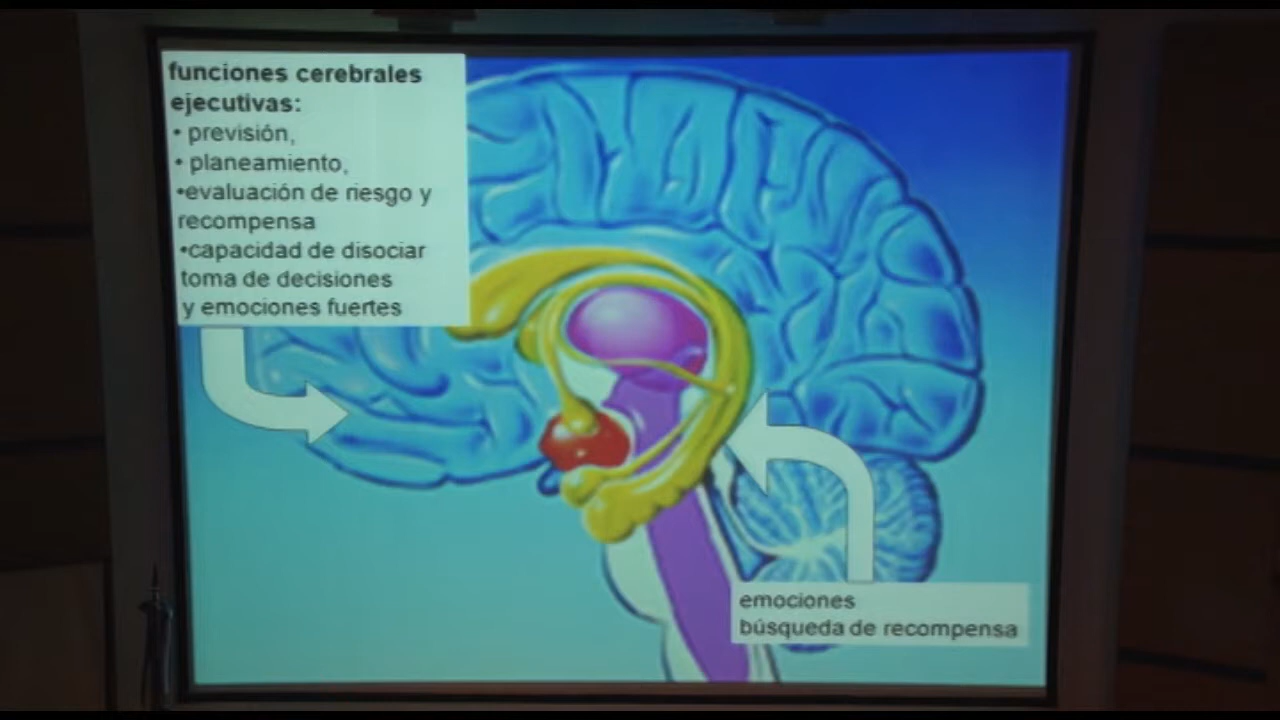 funciones cerebrales
ejecutivas:
• previsión,
• planeamiento,
•evaluación de riesgo y
recompensa
•capacidad de disociar
toma de decisiones
y emociones fuertes
emociones
búsqueda de recompensa